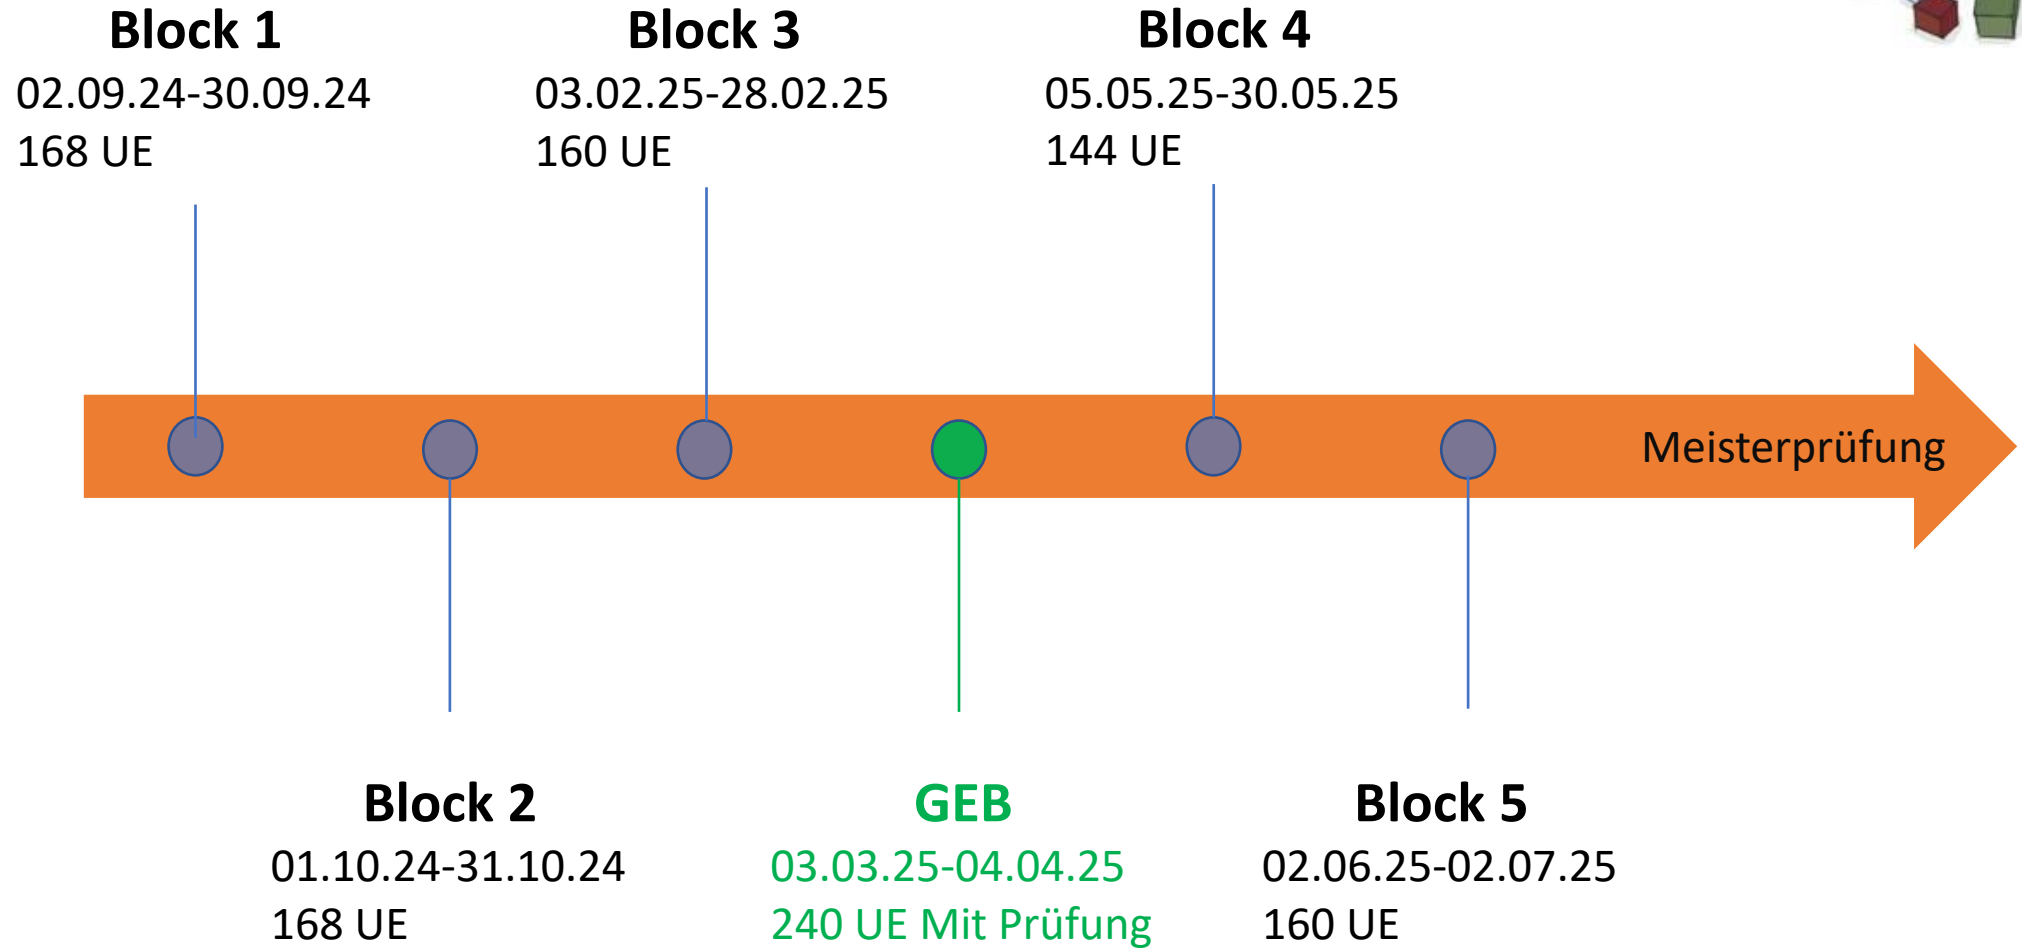 Block 1
02.09.24-30.09.24
168 UE
Block 3
03.02.25-28.02.25
160 UE
Block 4
05.05.25-30.05.25
144 UE
Meisterprüfung
Block 2
01.10.24-31.10.24
168 UE
GEB
03.03.25-04.04.25
240 UE Mit Prüfung
Block 5
02.06.25-02.07.25
160 UE